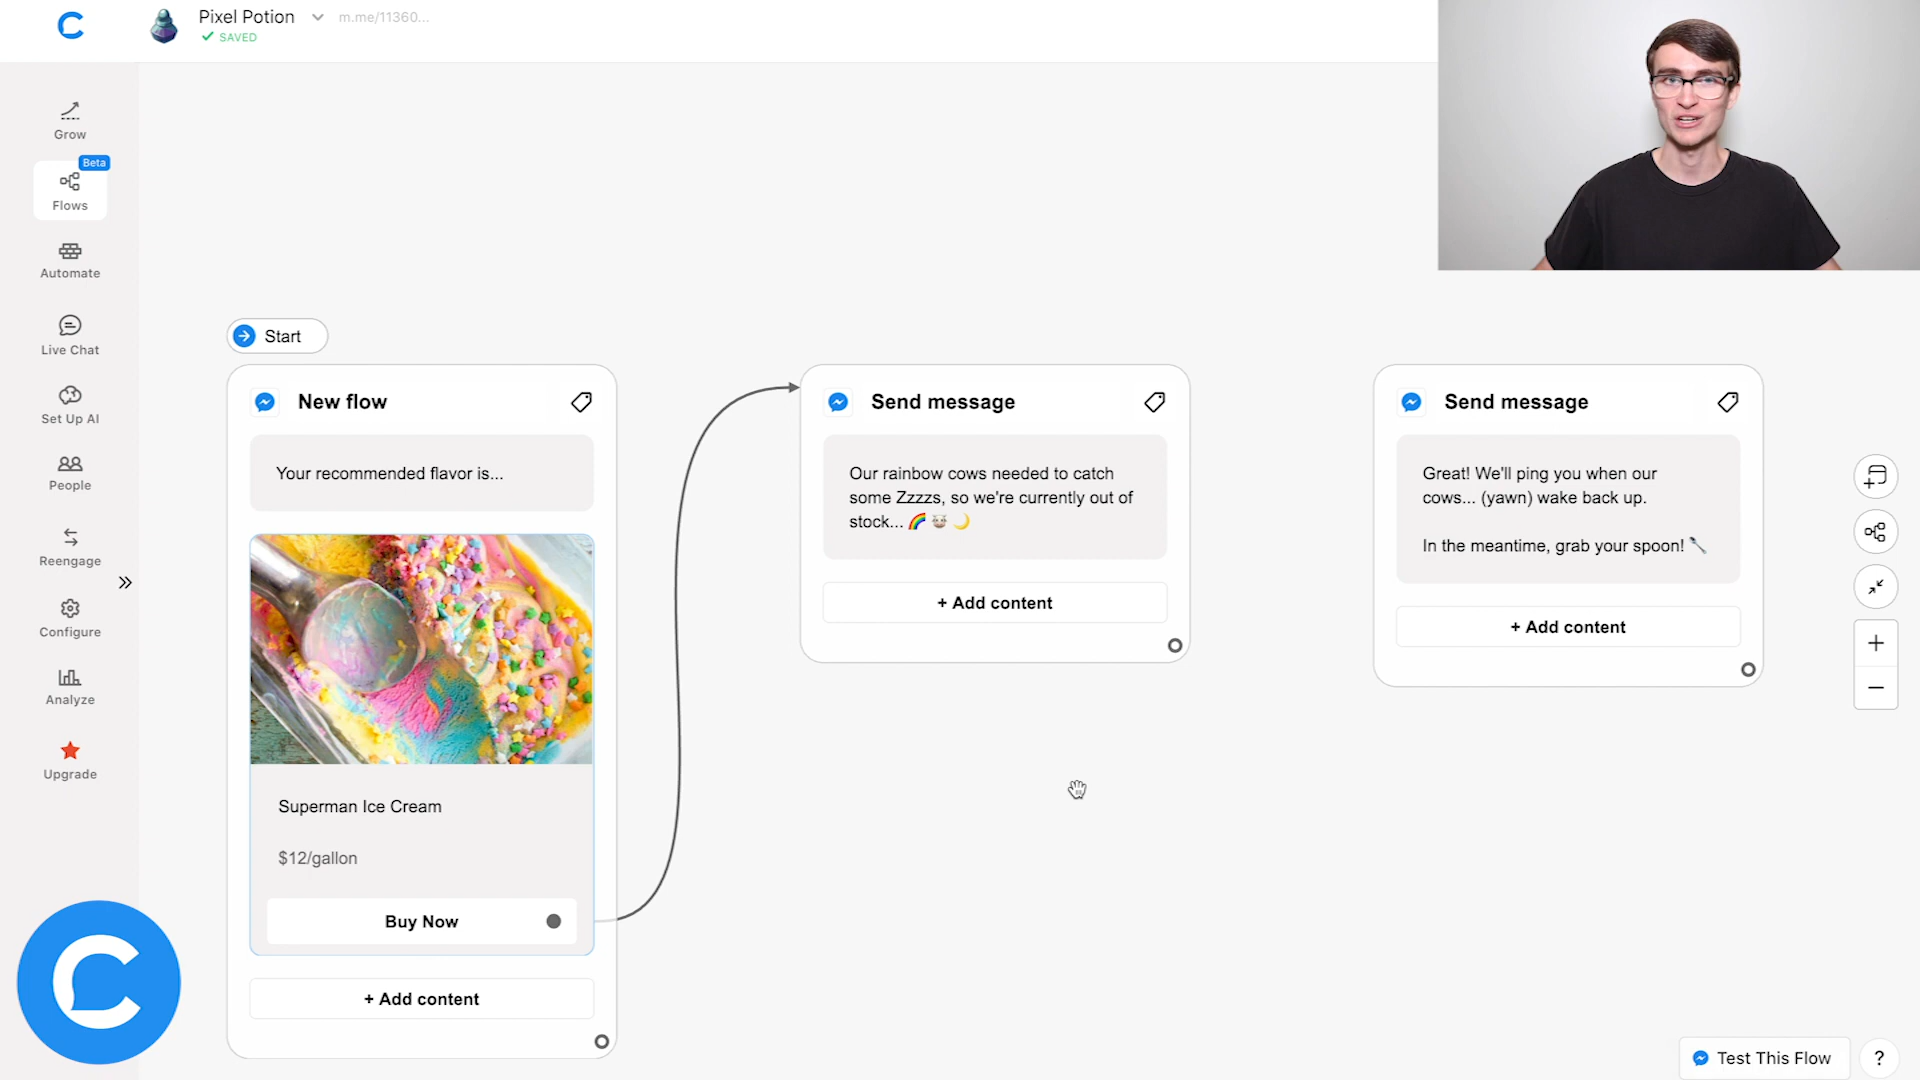 Pixel Potion
m.me/11360...
SAVED
Grow
Beta
Flows
Automate
Live Chat
Set Up AI
People
Reengage
Configure
Analyze
Upgrade
Start
New flow
Your recommended flavor is...
Superman Ice Cream
$12/gallon
Buy Now
+ Add content
Send message
Our rainbow cows needed to catch
some Zzzzs, so we're currently out of
stock... 🌈 🐮 🌙
+ Add content
Send message
Great! We'll ping you when our
cows... (yawn) wake back up.
In the meantime, grab your spoon! 🥄
+ Add content
Test This Flow
?